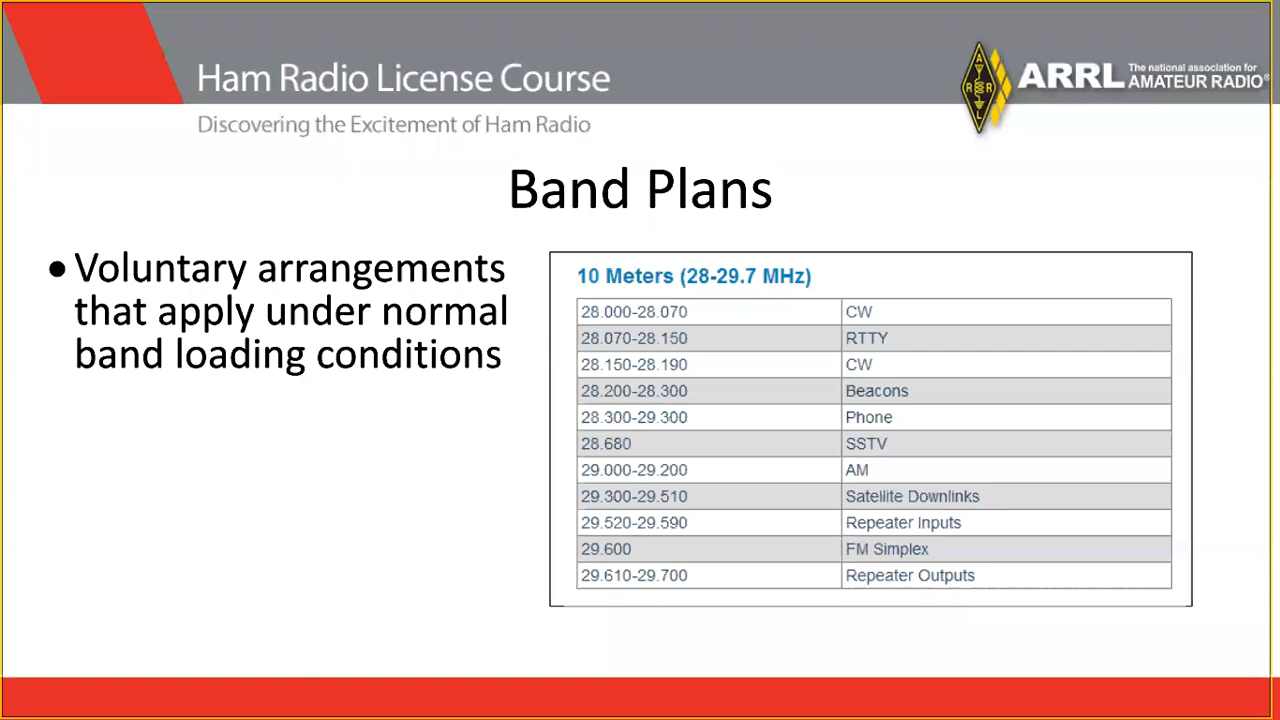 Ham Radio License Course
Discovering the Excitement of Ham Radio
ARRL
The national association for
AMATEUR RADIO®
Band Plans
• Voluntary arrangements
that apply under normal
band loading conditions
10 Meters (28-29.7 MHz)
28.000-28.070 CW
28.070-28.150 RTTY
28.150-28.190 CW
28.200-28.300 Beacons
28.300-29.300 Phone
28.680 SSTV
29.000-29.200 AM
29.300-29.510 Satellite Downlinks
29.520-29.590 Repeater Inputs
29.600 FM Simplex
29.610-29.700 Repeater Outputs